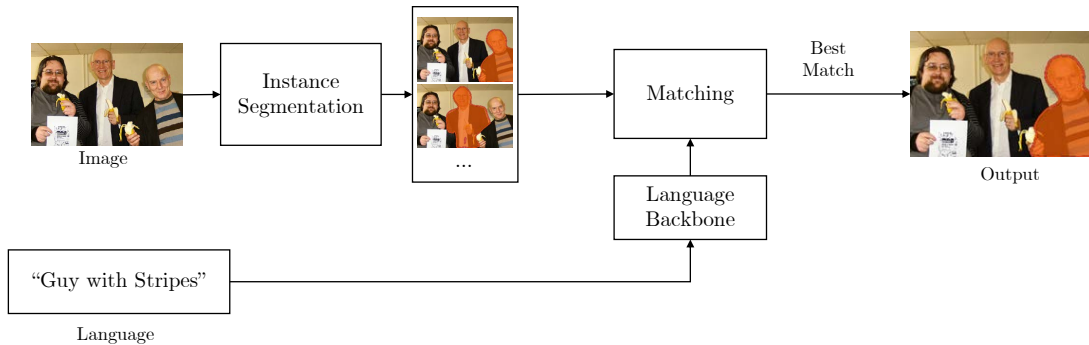 Image
Instance
Segmentation
...
Matching
Best
Match
Output
Language
Backbone
“Guy with Stripes”
Language